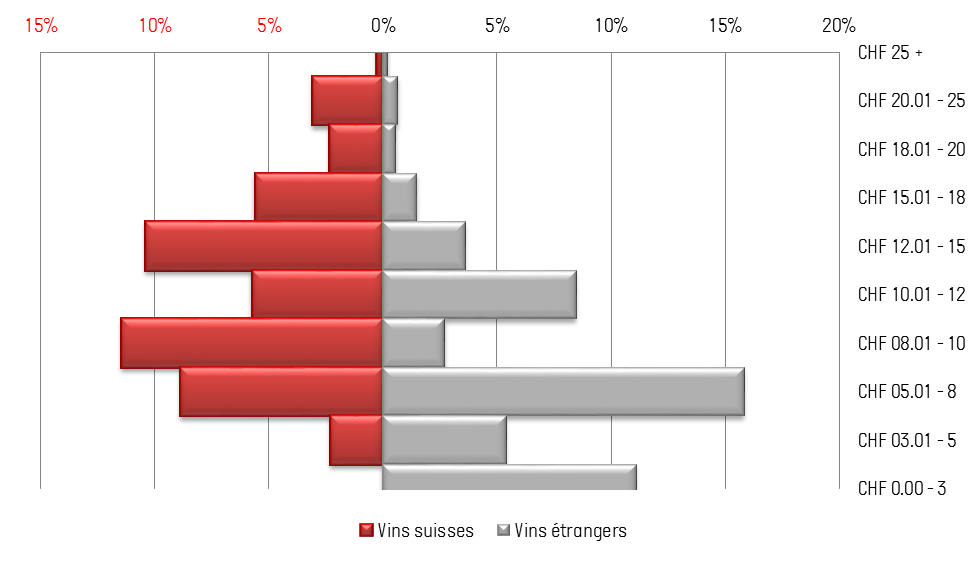 15% 10% 5% 0% 5% 10% 15% 20%
CHF 25 +
CHF 20.01 - 25
CHF 18.01 - 20
CHF 15.01 - 18
CHF 12.01 - 15
CHF 10.01 - 12
CHF 08.01 - 10
CHF 05.01 - 8
CHF 03.01 - 5
CHF 0.00 - 3
Vins suisses Vins étrangers